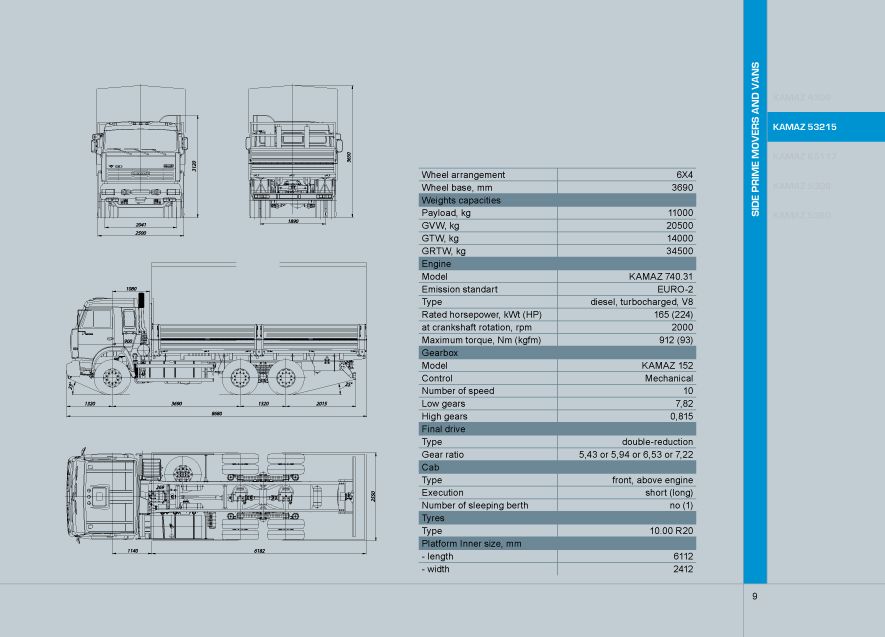 3120
2041
2500
3600
1890
1080
900
25°
25°
1320
3690
1320
2015
8680
269
2550
1140
6182
Wheel arrangement 6X4
Wheel base, mm 3690
Weights capacities
Payload, kg 11000
GVW, kg 20500
GTW, kg 14000
GRTW, kg 34500
Engine
Model KAMAZ 740.31
Emission standart EURO-2
Type diesel, turbocharged, V8
Rated horsepower, kWt (HP) 165 (224)
at crankshaft rotation, rpm 2000
Maximum torque, Nm (kgfm) 912 (93)
Gearbox
Model KAMAZ 152
Control Mechanical
Number of speed 10
Low gears 7,82
High gears 0,815
Final drive
Type double-reduction
Gear ratio 5,43 or 5,94 or 6,53 or 7,22
Cab
Type front, above engine
Execution short (long)
Number of sleeping berth no (1)
Tyres
Type 10.00 R20
Platform Inner size, mm
- length 6112
- width 2412
SIDE PRIME MOVERS AND VANS
KAMAZ 4308
KAMAZ 53215
KAMAZ 65117
KAMAZ 5308
9